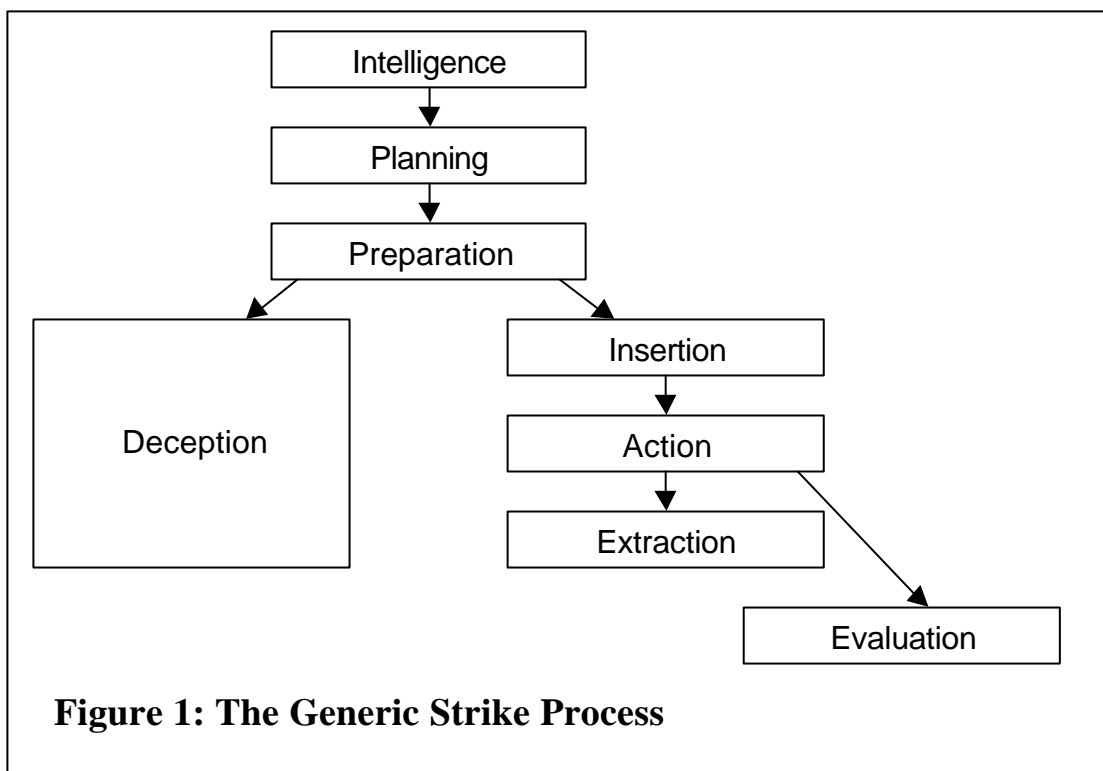 Intelligence
Planning
Preparation
Insertion
Deception
Action
Extraction
Evaluation
Figure 1: The Generic Strike Process